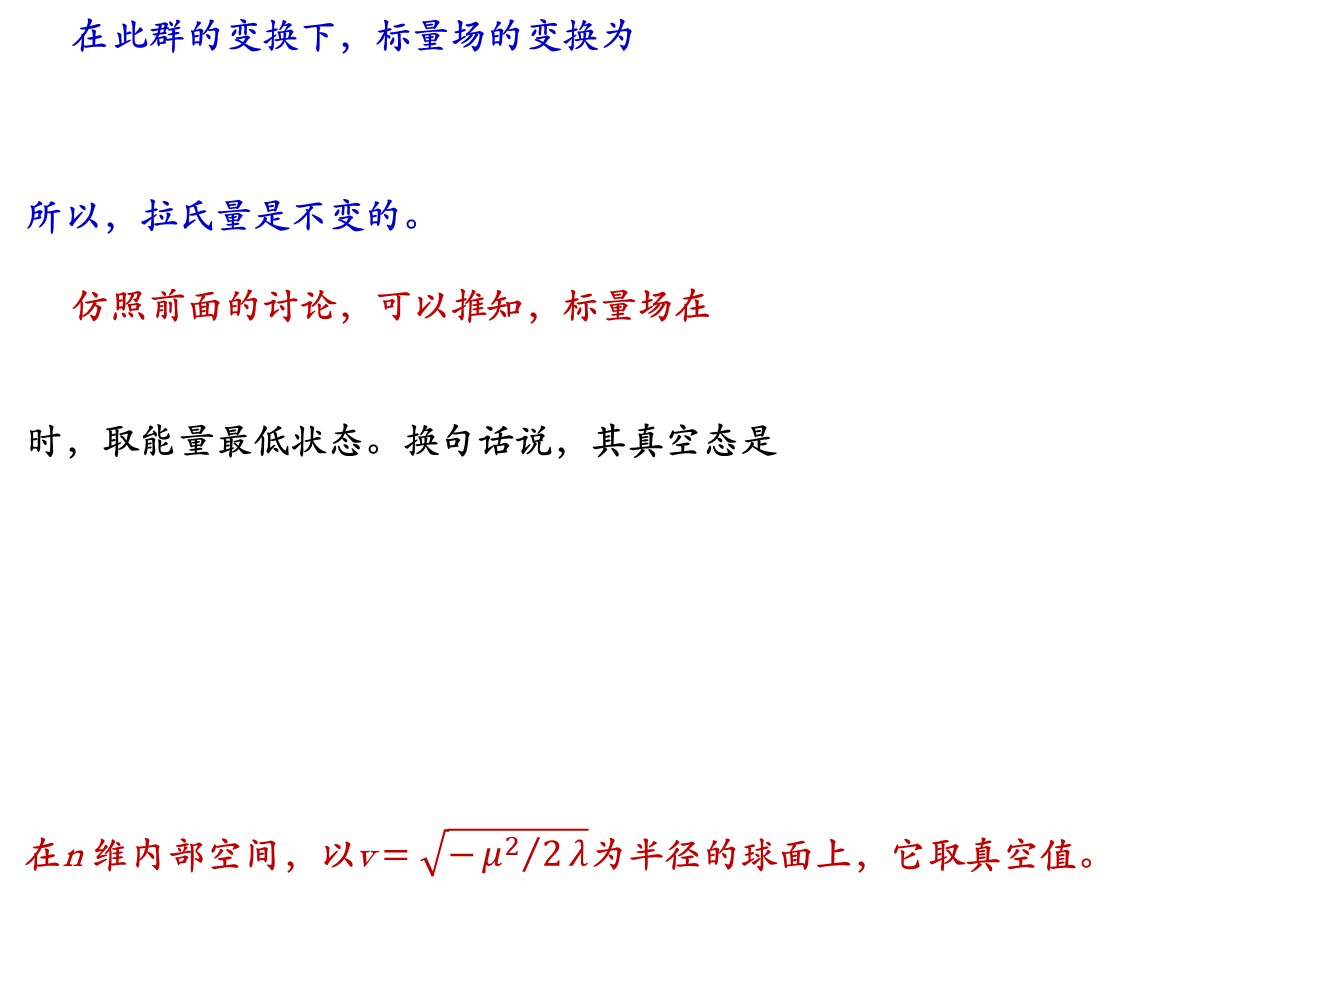 在此群的变换下，标量场的变换为
所以，拉氏量是不变的。
仿照前面的讨论，可以推知，标量场在
时，取能量最低状态。换句话说，其真空态是
在n维内部空间，以v=√−μ²/2λ为半径的球面上，它取真空值。